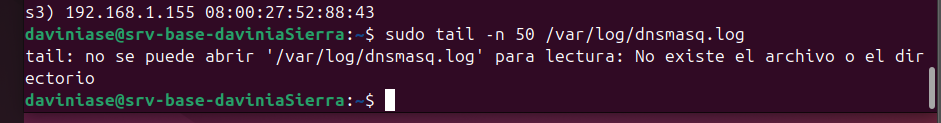 s3) 192.168.1.155 08:00:27:52:88:43
daviniase@srv-base-daviniaSierra:~$ sudo tail -n 50 /var/log/dnsmasq.log
tail: no se puede abrir '/var/log/dnsmasq.log' para lectura: No existe el archivo o el dir
ectorio
daviniase@srv-base-daviniaSierra:~$